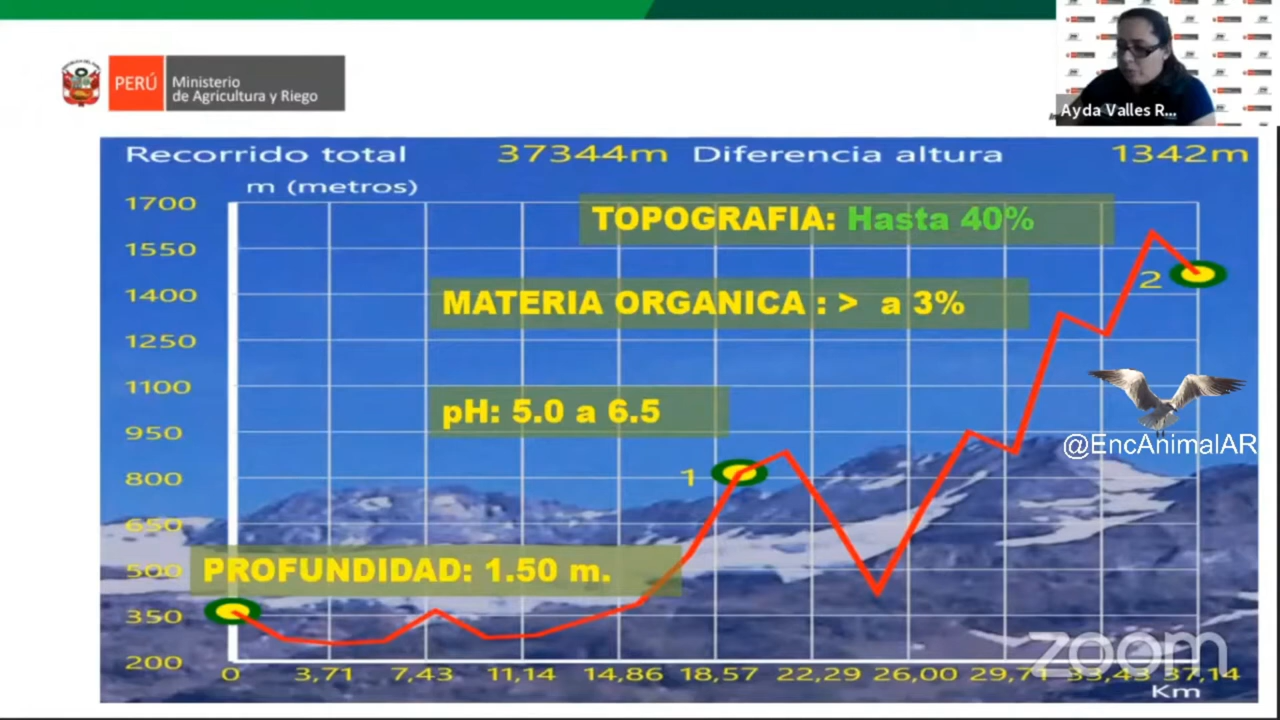 PERÚ
Ministerio
de Agricultura y Riego
Ayda Valles R...
Recorrido total 37344m Diferencia altura 1342m
m (metros)
1700
TOPOGRAFIA: Hasta 40%
1550
1400
2
MATERIA ORGANICA : > a 3%
1250
1100
pH: 5.0 a 6.5
950
@EncAnimalAR
800
1
650
500
PROFUNDIDAD: 1.50 m.
350
200
zoom
0 3,71 7,43 11,14 14,86 18,57 22,29 26,00 29,71 33,43 37,14
Km